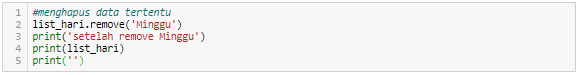 1 #menghapus data tertentu
2 list_hari.remove('Minggu')
3 print('setelah remove Minggu')
4 print(list_hari)
5 print('')